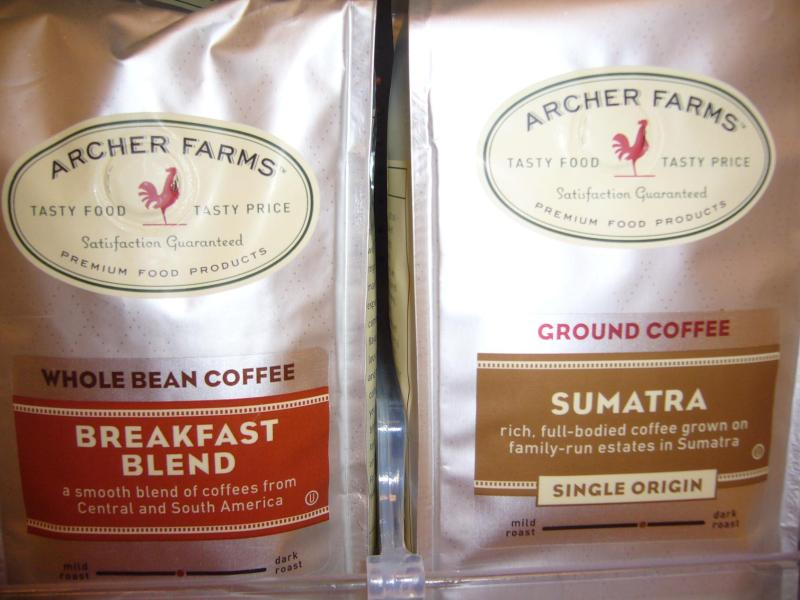 ARCHER FARMS™
TASTY FOOD TASTY PRICE
Satisfaction Guaranteed
PREMIUM FOOD PRODUCTS
WHOLE BEAN COFFEE
BREAKFAST
BLEND
a smooth blend of coffees from
Central and South America
U
mild
roast
dark
roast
ARCHER FARMS™
TASTY FOOD TASTY PRICE
Satisfaction Guaranteed
PREMIUM FOOD PRODUCTS
GROUND COFFEE
SUMATRA
rich, full-bodied coffee grown on
family-run estates in Sumatra
U
SINGLE ORIGIN
mild
roast
dark
roast